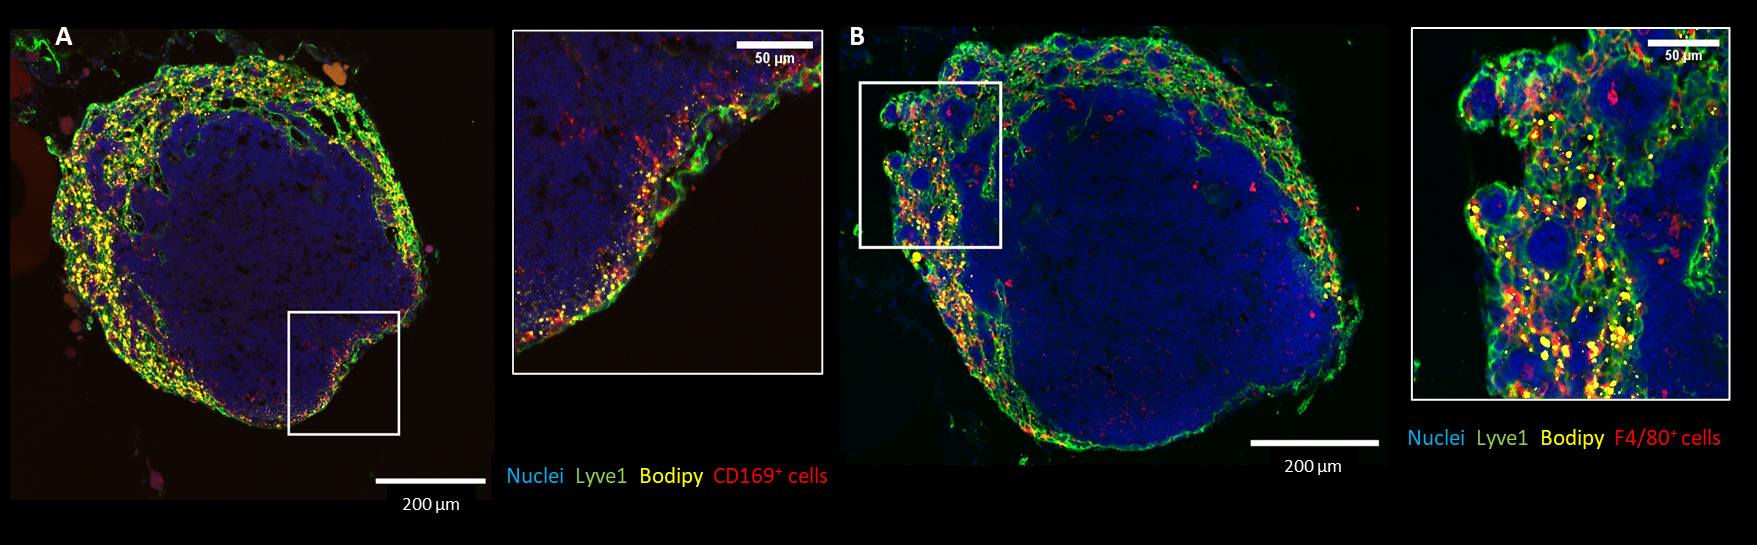 A
50 µm
200 µm
Nuclei Lyve1 Bodipy CD169⁺ cells
B
50 µm
200 µm
Nuclei Lyve1 Bodipy F4/80⁺ cells